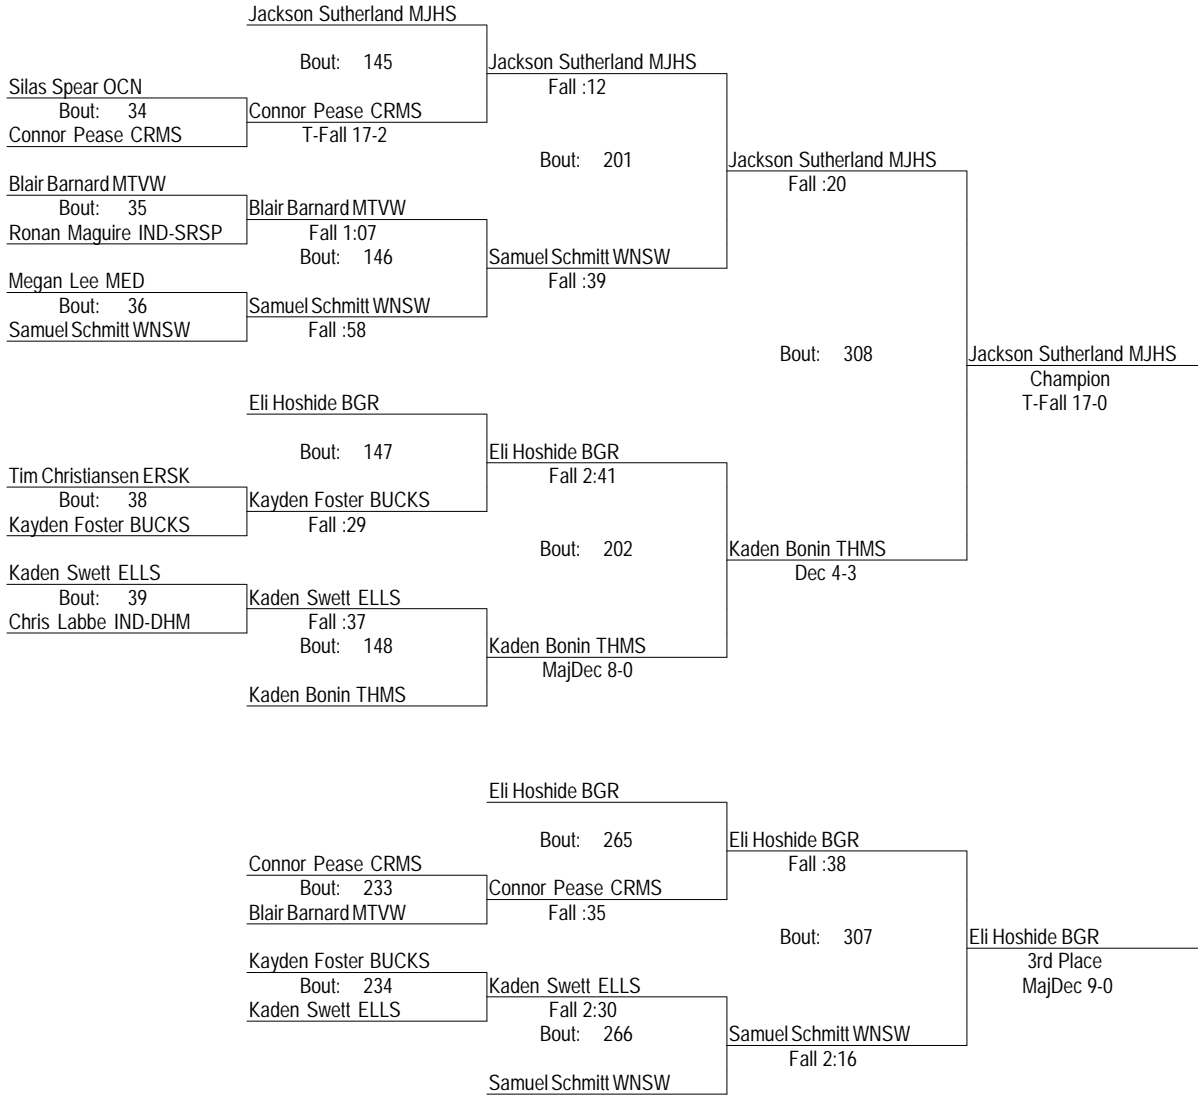 Jackson Sutherland MJHS
Bout: 145
Jackson Sutherland MJHS
Silas Spear OCN
Fall :12
Bout: 34
Connor Pease CRMS
Connor Pease CRMS
T-Fall 17-2
Bout: 201
Jackson Sutherland MJHS
Blair Barnard MTVW
Fall :20
Bout: 35
Blair Barnard MTVW
Ronan Maguire IND-SRSP
Fall 1:07
Bout: 146
Samuel Schmitt WNSW
Megan Lee MED
Fall :39
Bout: 36
Samuel Schmitt WNSW
Samuel Schmitt WNSW
Fall :58
Bout: 308
Jackson Sutherland MJHS
Champion
T-Fall 17-0
Eli Hoshide BGR
Bout: 147
Eli Hoshide BGR
Tim Christiansen ERSK
Fall 2:41
Bout: 38
Kayden Foster BUCKS
Kayden Foster BUCKS
Fall :29
Bout: 202
Kaden Bonin THMS
Kaden Swett ELLS
Dec 4-3
Bout: 39
Kaden Swett ELLS
Chris Labbe IND-DHM
Fall :37
Bout: 148
Kaden Bonin THMS
MajDec 8-0
Kaden Bonin THMS
Eli Hoshide BGR
Bout: 265
Eli Hoshide BGR
Connor Pease CRMS
Fall :38
Bout: 233
Connor Pease CRMS
Blair Barnard MTVW
Fall :35
Bout: 307
Eli Hoshide BGR
Kayden Foster BUCKS
3rd Place
Bout: 234
Kaden Swett ELLS
MajDec 9-0
Kaden Swett ELLS
Fall 2:30
Bout: 266
Samuel Schmitt WNSW
Fall 2:16
Samuel Schmitt WNSW